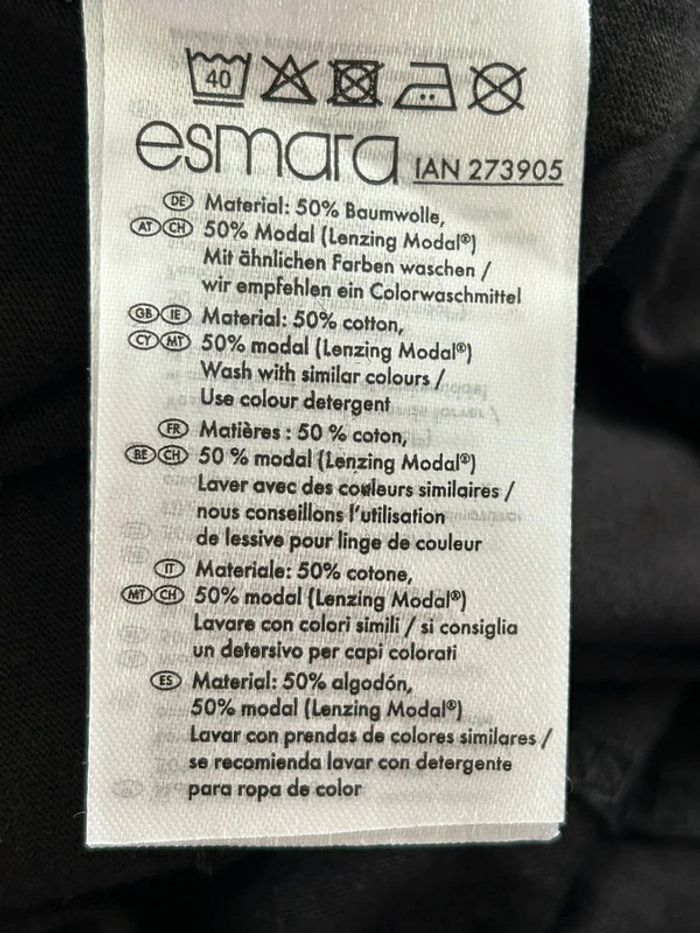 40
esmara IAN 273905
DE Material: 50% Baumwolle,
AT CH 50% Modal (Lenzing Modal®)
Mit ähnlichen Farben waschen /
wir empfehlen ein Colorwaschmittel
GB IE Material: 50% cotton,
CY MT 50% modal (Lenzing Modal®)
Wash with similar colours /
Use colour detergent
FR Matières : 50 % coton,
BE CH 50 % modal (Lenzing Modal®)
Laver avec des couleurs similaires /
nous conseillons l'utilisation
de lessive pour linge de couleur
IT Materiale: 50% cotone,
MT CH 50% modal (Lenzing Modal®)
Lavare con colori simili / si consiglia
un detersivo per capi colorati
ES Material: 50% algodón,
50% modal (Lenzing Modal®)
Lavar con prendas de colores similares /
se recomienda lavar con detergente
para ropa de color